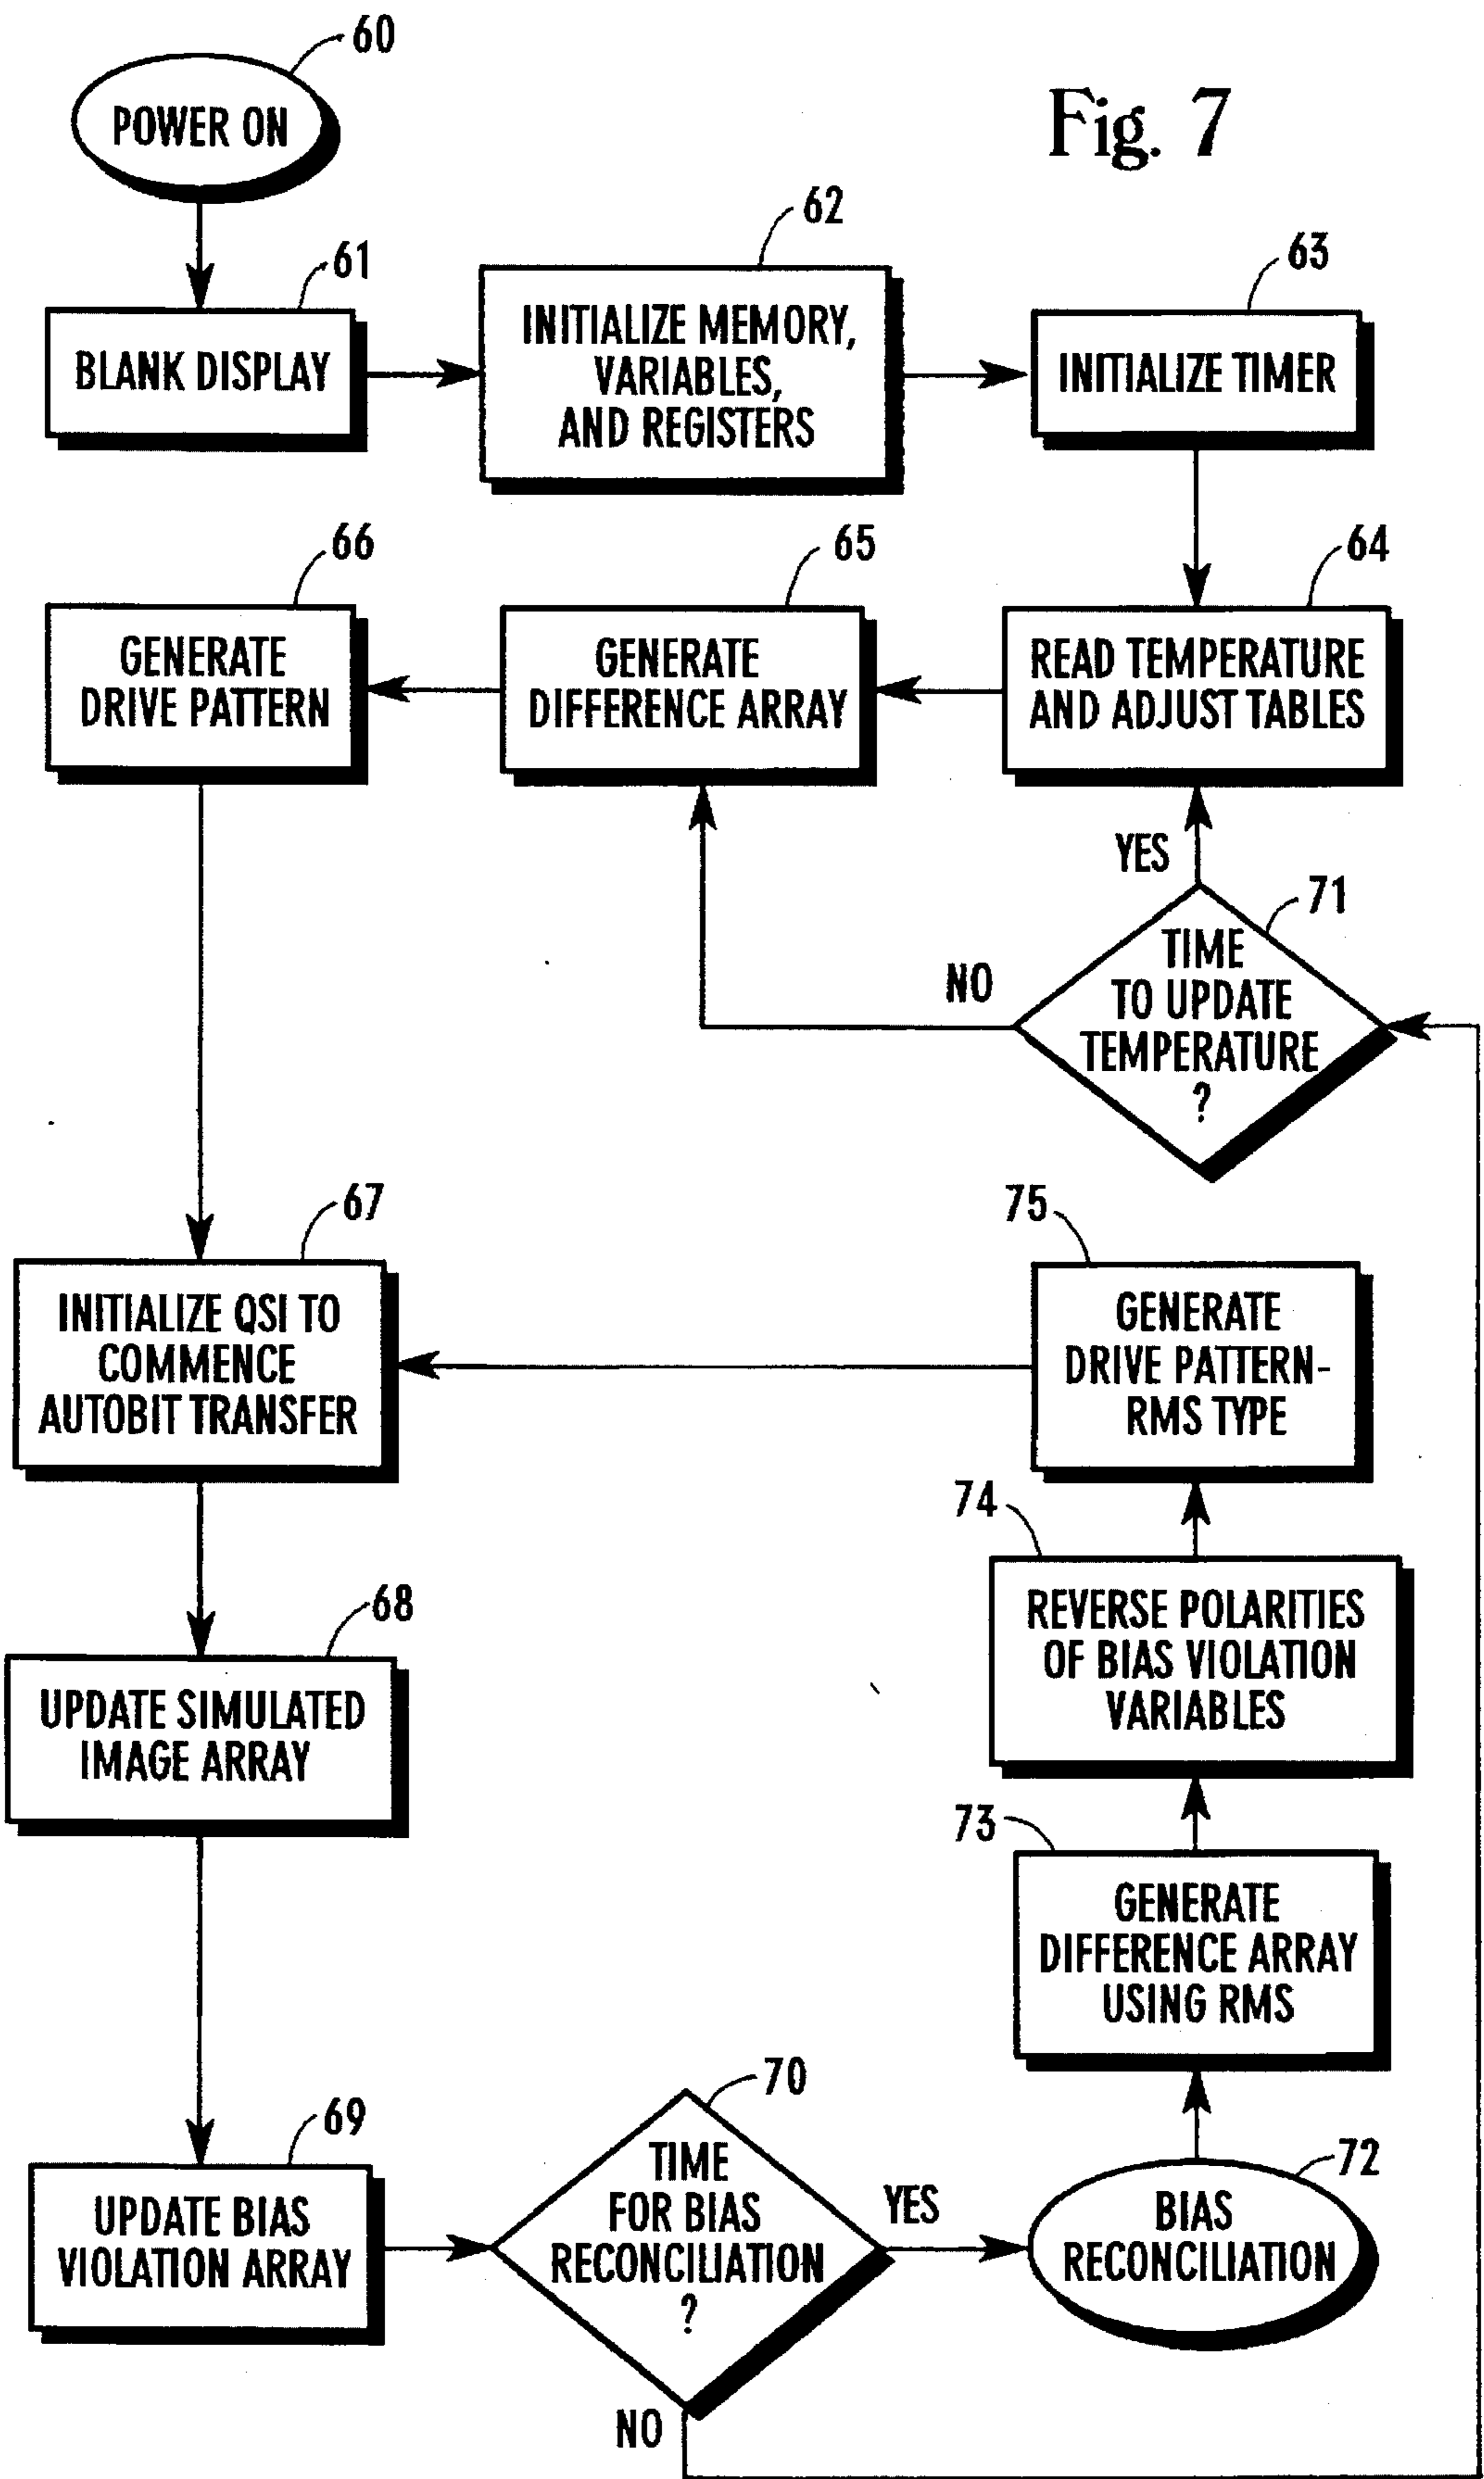 60
Fig. 7
POWER ON
61
62
63
BLANK DISPLAY
INITIALIZE MEMORY,
VARIABLES,
AND REGISTERS
INITIALIZE TIMER
66
65
64
GENERATE
DRIVE PATTERN
GENERATE
DIFFERENCE ARRAY
READ TEMPERATURE
AND ADJUST TABLES
YES
71
NO
TIME
TO UPDATE
TEMPERATURE
?
67
75
INITIALIZE QSI TO
COMMENCE
AUTOBIT TRANSFER
GENERATE
DRIVE PATTERN-
RMS TYPE
74
68
REVERSE POLARITIES
OF BIAS VIOLATION
VARIABLES
UPDATE SIMULATED
IMAGE ARRAY
73
GENERATE
DIFFERENCE ARRAY
USING RMS
70
69
72
UPDATE BIAS
VIOLATION ARRAY
TIME
FOR BIAS
RECONCILIATION
?
YES
BIAS
RECONCILIATION
NO